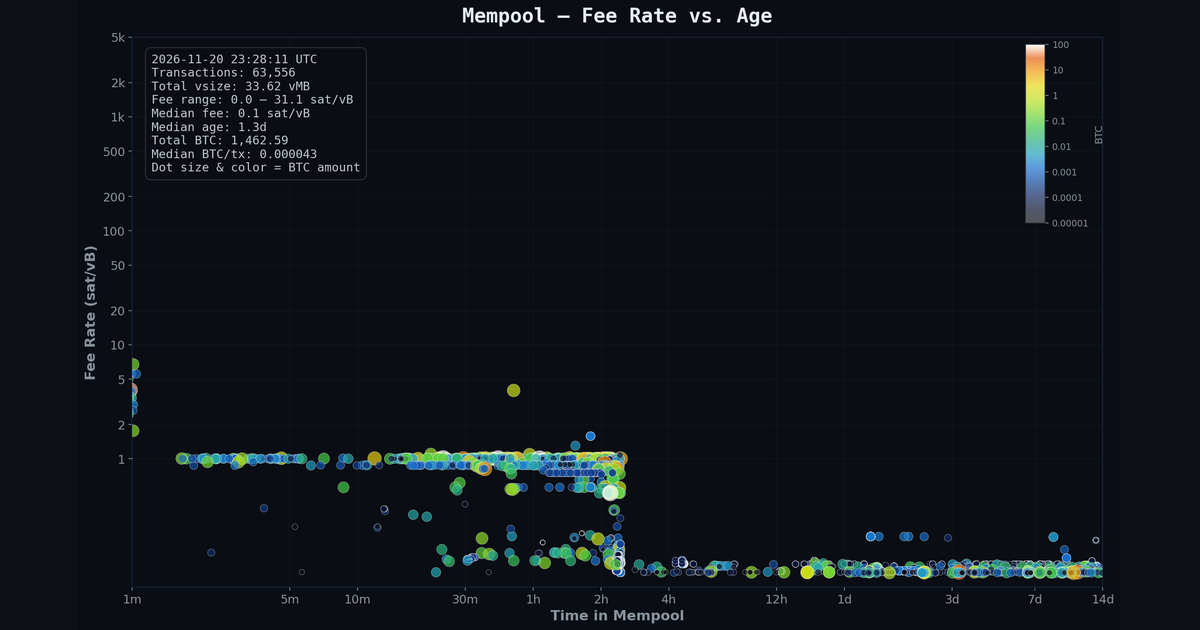 Mempool — Fee Rate vs. Age
2026-11-20 23:28:11 UTC
Transactions: 63,556
Total vsize: 33.62 vMB
Fee range: 0.0 — 31.1 sat/vB
Median fee: 0.1 sat/vB
Median age: 1.3d
Total BTC: 1,462.59
Median BTC/tx: 0.000043
Dot size & color = BTC amount
100
10
1
0.1
0.01
0.001
0.0001
0.00001
BTC
5k
2k
1k
500
200
100
50
20
10
5
2
1
Fee Rate (sat/vB)
1m 5m 10m 30m 1h 2h 4h 12h 1d 3d 7d 14d
Time in Mempool